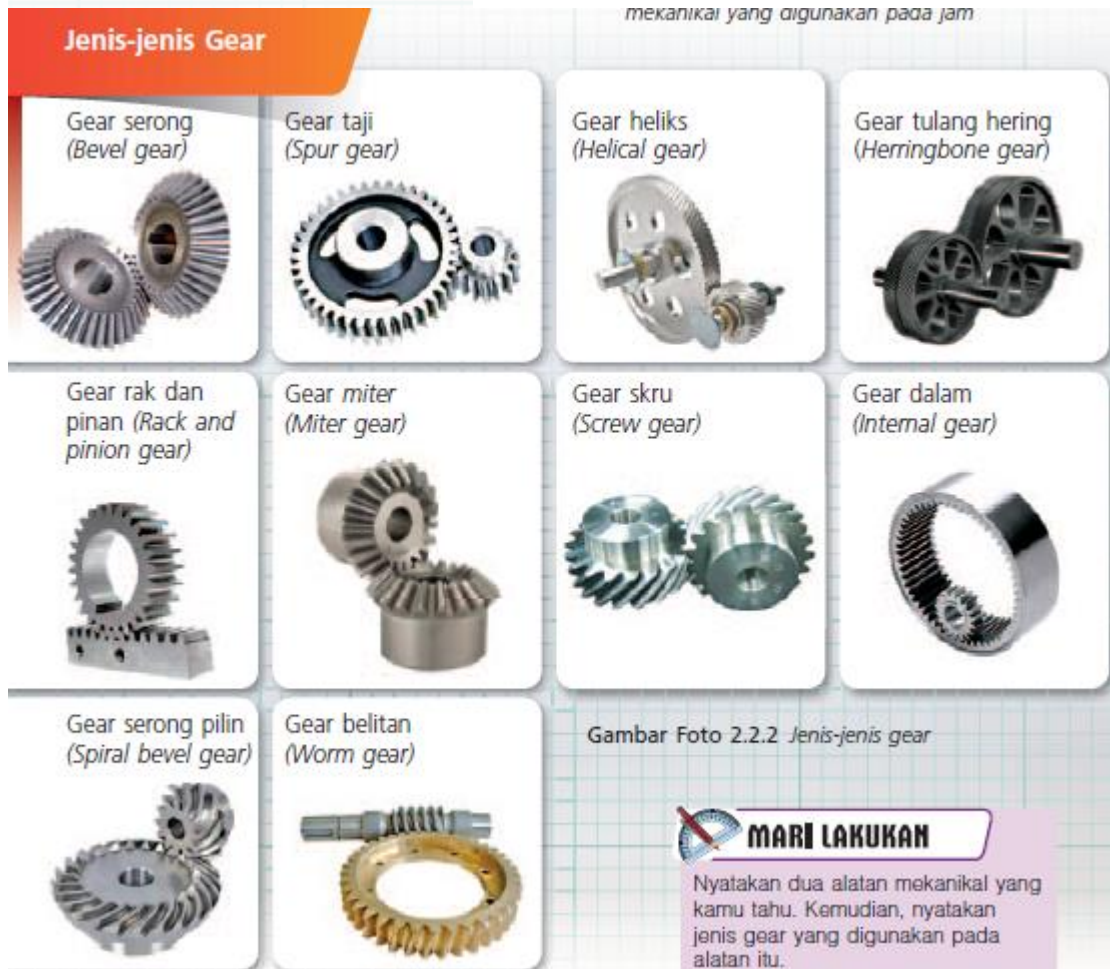 mekanikal yang digunakan pada jam
Jenis-jenis Gear
Gear serong
(Bevel gear)
Gear taji
(Spur gear)
Gear heliks
(Helical gear)
Gear tulang hering
(Herringbone gear)
Gear rak dan
pinan (Rack and
pinion gear)
Gear miter
(Miter gear)
Gear skru
(Screw gear)
Gear dalam
(Internal gear)
Gear serong pilin
(Spiral bevel gear)
Gear belitan
(Worm gear)
Gambar Foto 2.2.2 Jenis-jenis gear
MARI LAKUKAN
Nyatakan dua alatan mekanikal yang
kamu tahu. Kemudian, nyatakan
jenis gear yang digunakan pada
alatan itu.